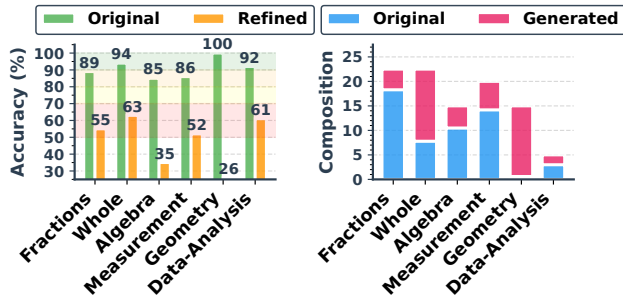 Original Refined
Accuracy (%)
100
90
80
70
60
50
40
30
89 94 85 86 100 92
55 63 35 52 26 61
Fractions
Whole
Algebra
Measurement
Geometry
Data-Analysis
Original Generated
Composition
25
20
15
10
5
0
Fractions
Whole
Algebra
Measurement
Geometry
Data-Analysis